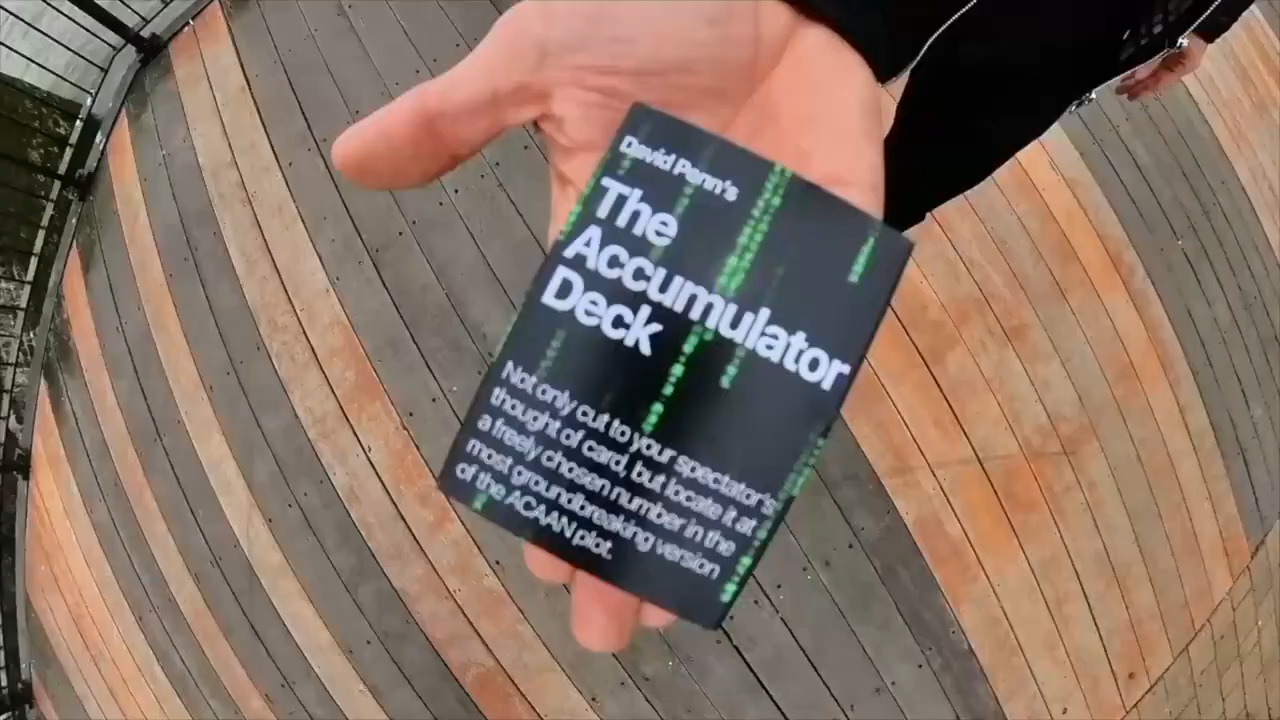 David Penn's
The
Accumulator
Deck
Not only cut to your spectator's
thought of card, but locate it at
a freely chosen number in the
most groundbreaking version
of the ACAAN plot.